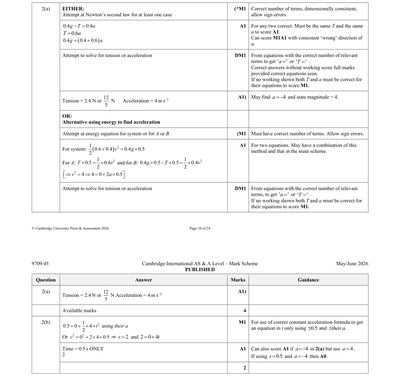 2(a)
EITHER:
Attempt at Newton's second law for at least one case
(*M1
Correct number of terms, dimensionally consistent, allow sign errors.
0.4g − T = 0.4a
T = 0.6a
0.4g = (0.4 + 0.6)a
A1
For any two correct. Must be the same T and the same a to score A1.
Can score M1A1 with consistent 'wrong' direction of a
Attempt to solve for tension or acceleration
DM1
From equations with the correct number of relevant terms to get 'a =' or 'T ='.
Correct answers without working score full marks provided correct equations seen.
If no working shown both T and a must be correct for their equations to score M1.
Tension = 2.4 N or 12/5 N Acceleration = 4 m s⁻²
A1)
May find a = −4 and state magnitude = 4.
OR:
Alternative using energy to find acceleration
Attempt at energy equation for system or for A or B
(M1
Must have correct number of terms. Allow sign errors.
For system: 1/2(0.6 + 0.4)v² = 0.4g × 0.5
For A: T × 0.5 = 1/2 × 0.6v² and for B: 0.4g × 0.5 − T × 0.5 = 1/2 × 0.4v²
[⇒ v² = 4 ⇒ 4 = 0 + 2a × 0.5]
A1
For two equations. May have a combination of this method and that in the main scheme.
Attempt to solve for tension or acceleration
DM1
From equations with the correct number of relevant terms, to get 'a =' or 'T ='.
If no working shown both T and a must be correct for their equations to score M1.
© Cambridge University Press & Assessment 2026
Page 10 of 24
9709/45
Cambridge International AS & A Level – Mark Scheme
PUBLISHED
May/June 2026
Question
Answer
Marks
Guidance
2(a)
Tension = 2.4 N or 12/5 N Acceleration = 4 m s⁻²
A1)
Available marks
4
2(b)
0.5 = 0 + 1/2 × 4 × t² using their a
Or v² = 0² + 2 × 4 × 0.5 ⇒ v = 2 and 2 = 0 + 4t
M1
For use of correct constant acceleration formula to get an equation in t only using ±0.5 and ±their a.
Time = 0.5 s ONLY
2
A1
Can also score A1 if a = −4 in 2(a) but use a = 4.
If using s = 0.5 and a = −4 then A0.
2